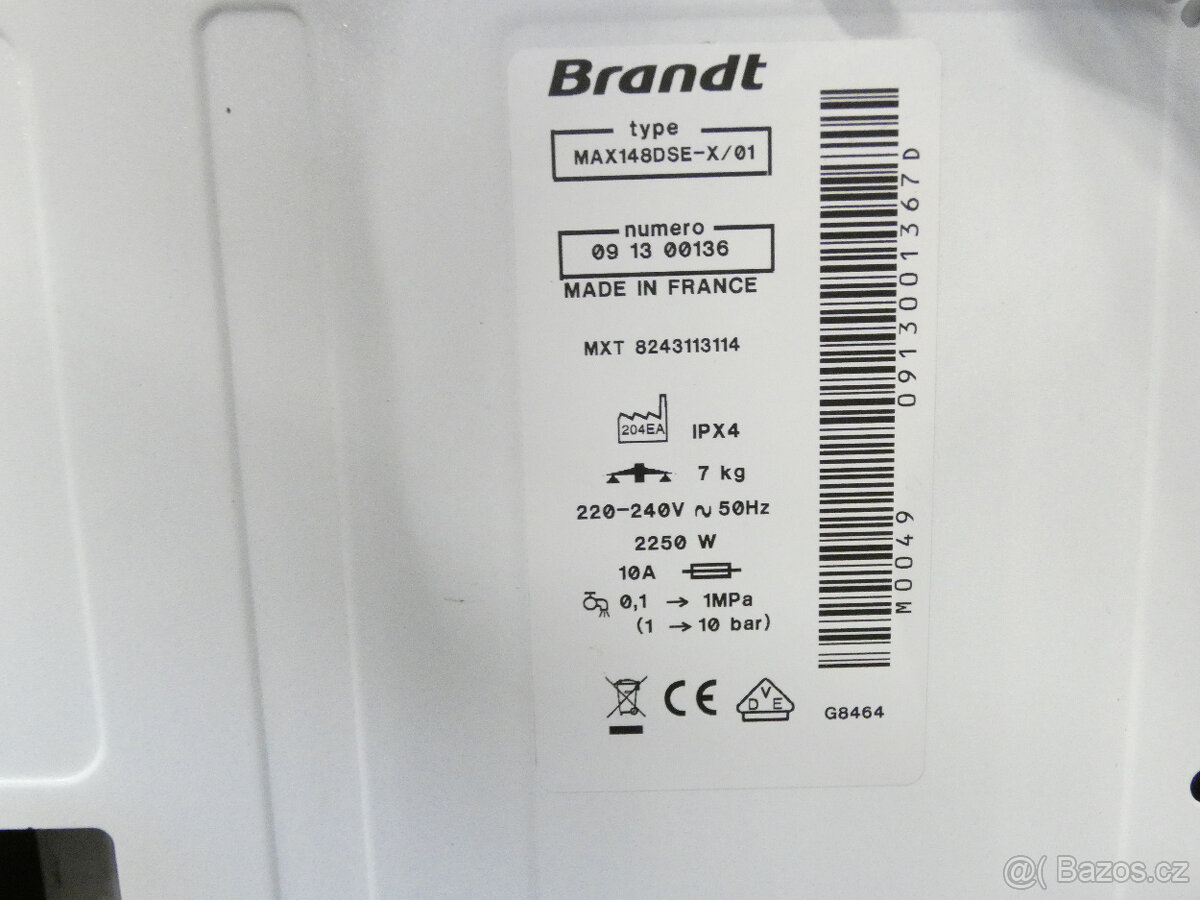 Brandt
type
MAX148DSE-X/01
numero
09 13 00136
MADE IN FRANCE
MXT 8243113114
204EA IPX4
7 kg
220-240V ~ 50Hz
2250 W
10A
0,1 → 1MPa
(1 → 10 bar)
CE
D V E
G8464
M0049 0913001367D
@( Bazos.cz